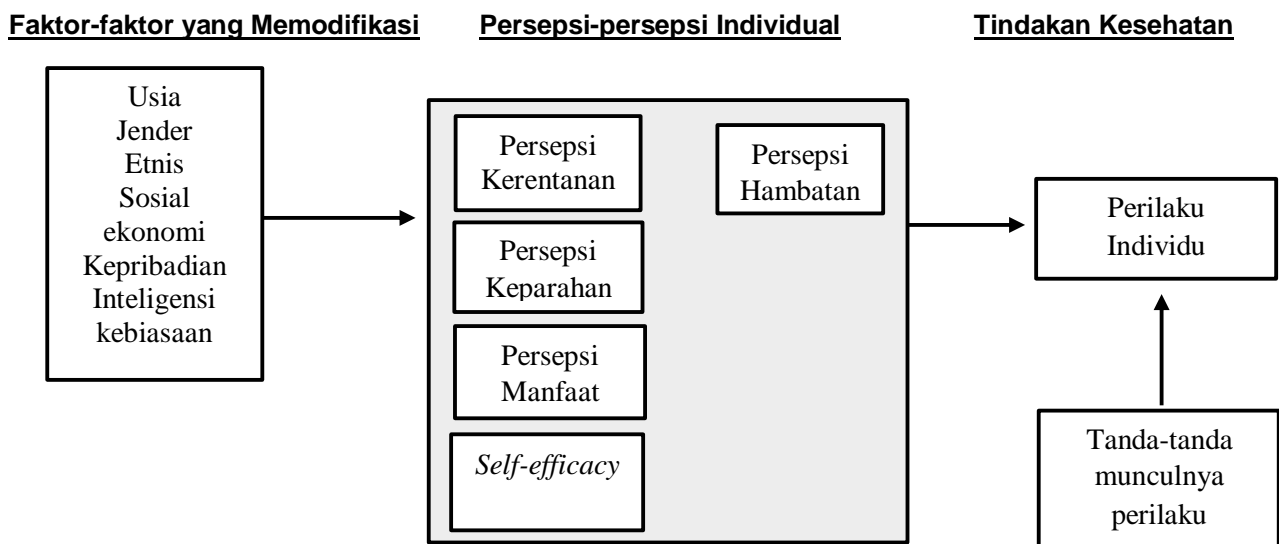 Faktor-faktor yang Memodifikasi
Persepsi-persepsi Individual
Tindakan Kesehatan
Usia
Jender
Etnis
Sosial
ekonomi
Kepribadian
Inteligensi
kebiasaan
Persepsi
Kerentanan
Persepsi
Keparahan
Persepsi
Manfaat
Self-efficacy
Persepsi
Hambatan
Perilaku
Individu
Tanda-tanda
munculnya
perilaku